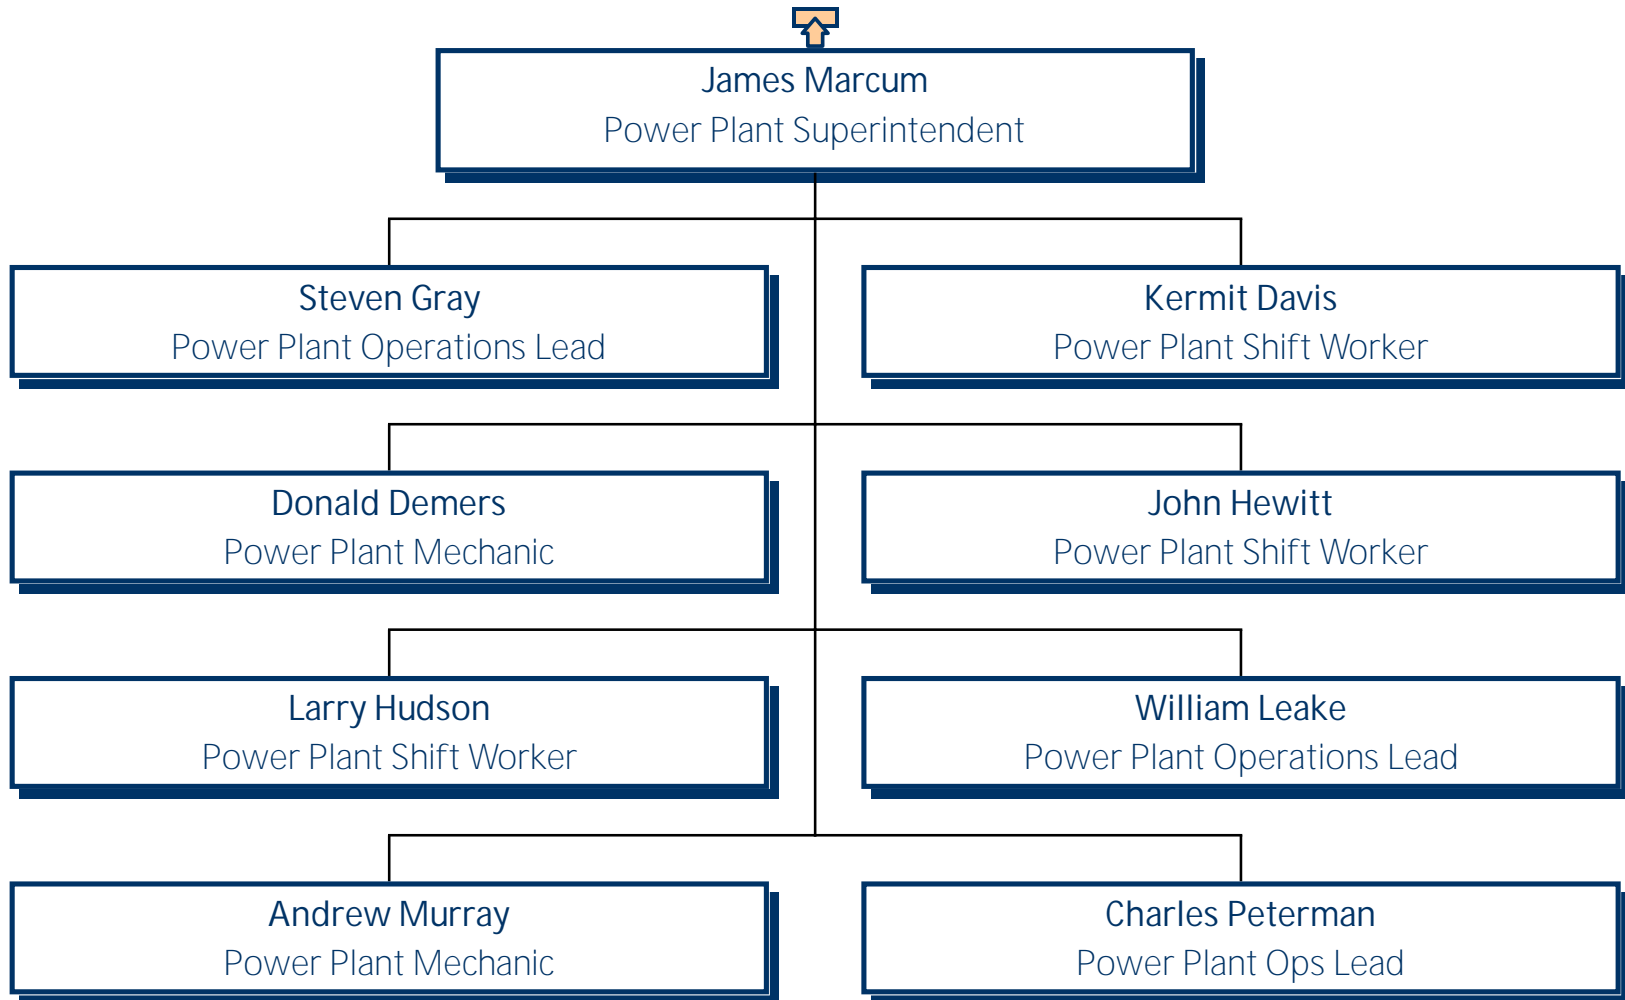 James Marcum
Power Plant Superintendent
Steven Gray
Power Plant Operations Lead
Kermit Davis
Power Plant Shift Worker
Donald Demers
Power Plant Mechanic
John Hewitt
Power Plant Shift Worker
Larry Hudson
Power Plant Shift Worker
William Leake
Power Plant Operations Lead
Andrew Murray
Power Plant Mechanic
Charles Peterman
Power Plant Ops Lead